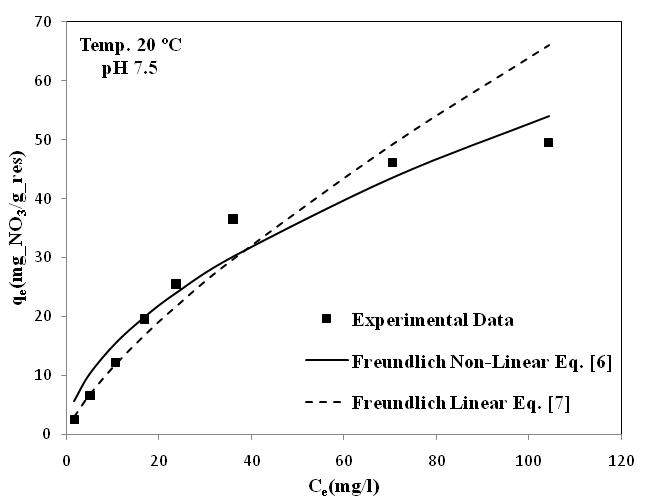 70
60
50
40
30
20
10
0
0 20 40 60 80 100 120
Temp. 20 ºC
pH 7.5
qe(mg_NO3/g_res)
Experimental Data
Freundlich Non-Linear Eq. [6]
Freundlich Linear Eq. [7]
Ce(mg/l)